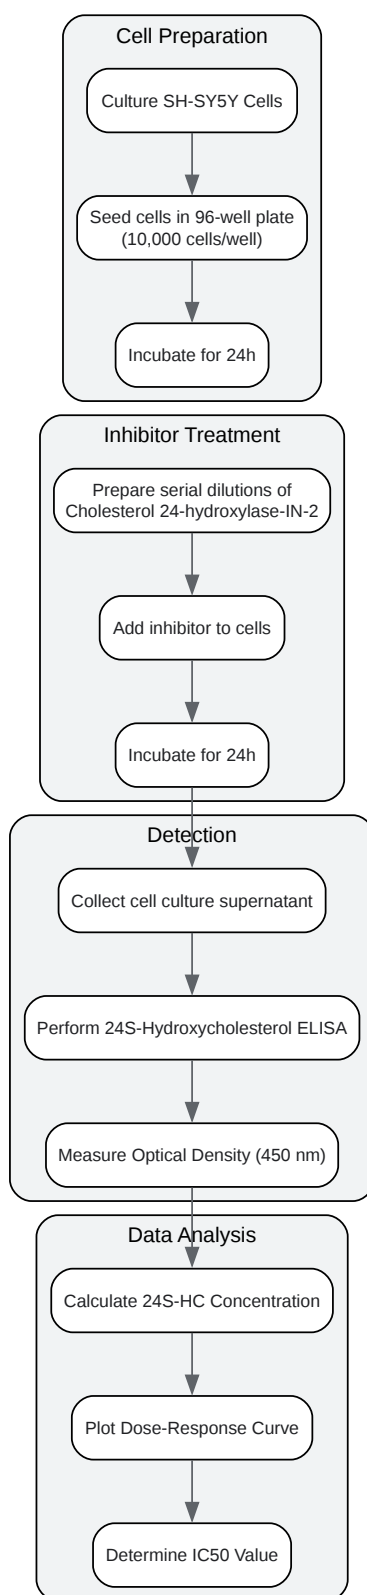 Cell Preparation
Culture SH-SY5Y Cells
Seed cells in 96-well plate
(10,000 cells/well)
Incubate for 24h
Inhibitor Treatment
Prepare serial dilutions of
Cholesterol 24-hydroxylase-IN-2
Add inhibitor to cells
Incubate for 24h
Detection
Collect cell culture supernatant
Perform 24S-Hydroxycholesterol ELISA
Measure Optical Density (450 nm)
Data Analysis
Calculate 24S-HC Concentration
Plot Dose-Response Curve
Determine IC50 Value